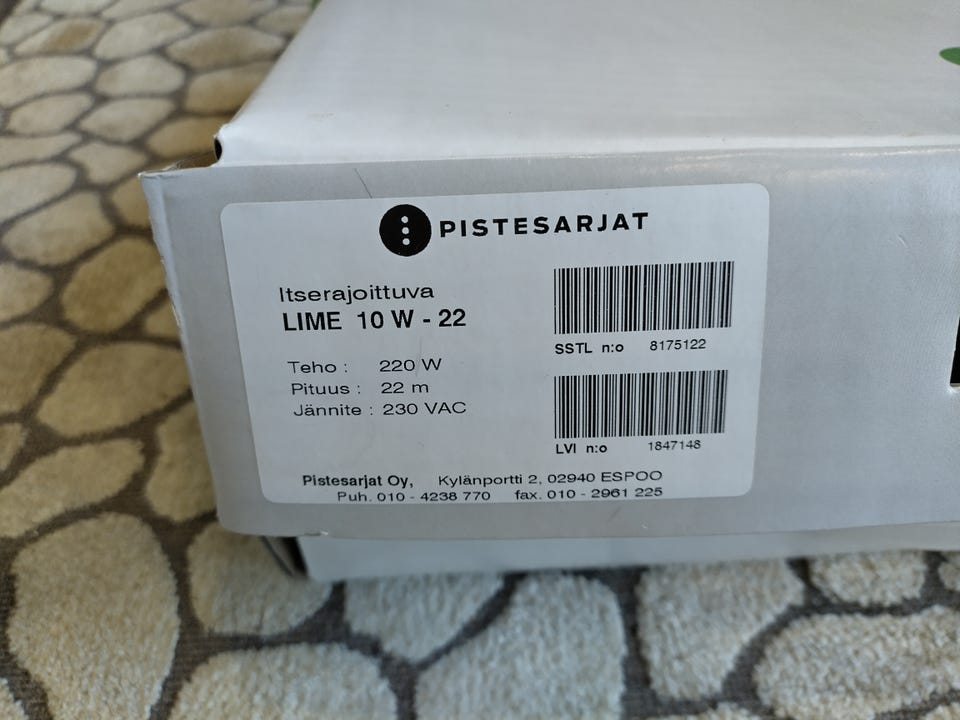 PISTESARJAT
Itserajoittuva
LIME 10 W - 22
Teho : 220 W
Pituus : 22 m
Jännite : 230 VAC
SSTL n:o 8175122
LVI n:o 1847148
Pistesarjat Oy, Kylänportti 2, 02940 ESPOO
Puh. 010 - 4238 770 fax. 010 - 2961 225